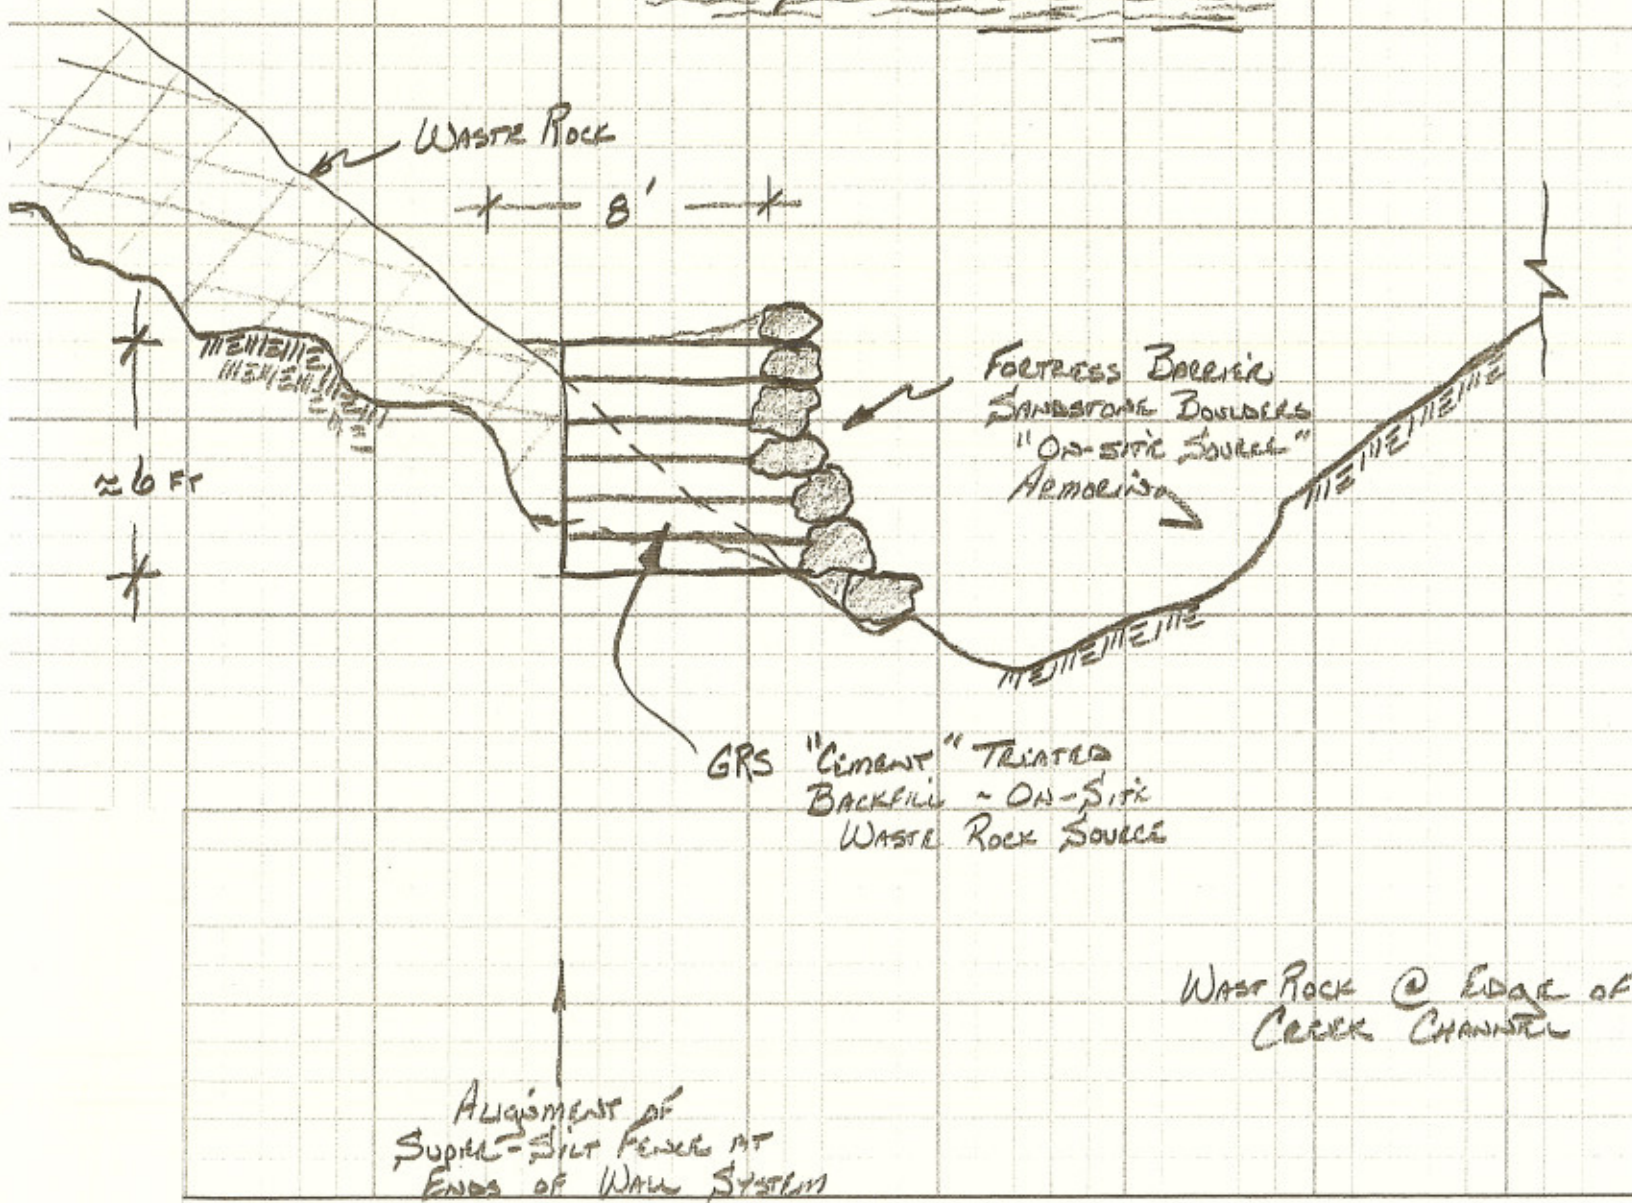 WASTE ROCK
8'
FORTRESS BARRIER
SANDSTONE BOULDERS
"ON-SITE SOURCE"
ARMORING
≈ 6 FT
GRS "CEMENT" TREATED
BACKFILL ~ ON-SITE
WASTE ROCK SOURCE
WAST ROCK @ EDGE OF
CREEK CHANNEL
ALIGNMENT OF
SUPER-SILT FENCE AT
ENDS OF WALL SYSTEM